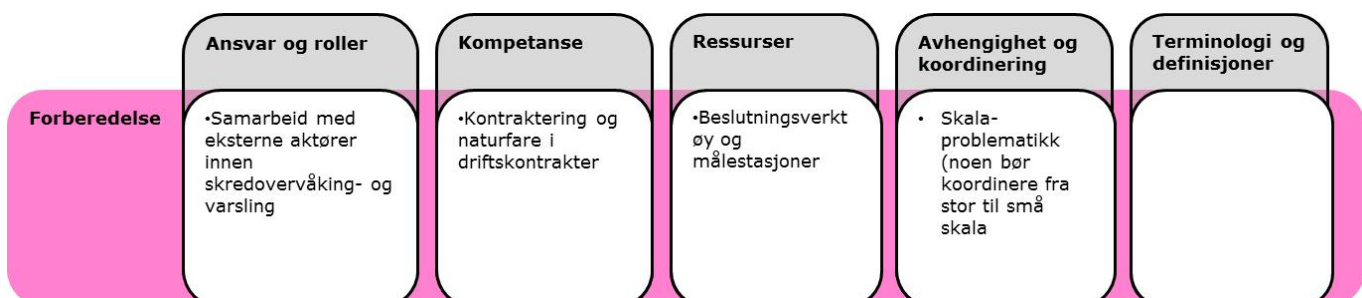 Ansvar og roller
Kompetanse
Ressurser
Avhengighet og
koordinering
Terminologi og
definisjoner
Forberedelse
•Samarbeid med
eksterne aktører
innen
skredovervåking- og
varsling
•Kontraktering og
naturfare i
driftskontrakter
•Beslutningsverkt
øy og
målestasjoner
• Skala-
problematikk
(noen bør
koordinere fra
stor til små
skala